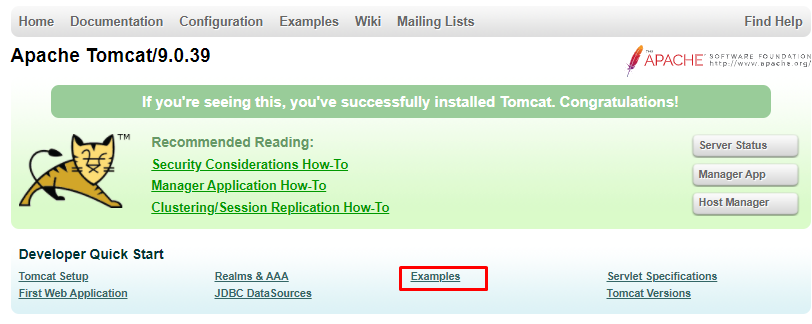 Home Documentation Configuration Examples Wiki Mailing Lists Find Help
Apache Tomcat/9.0.39
THE
APACHE SOFTWARE FOUNDATION
http://www.apache.org/
If you're seeing this, you've successfully installed Tomcat. Congratulations!
TM
Recommended Reading:
Security Considerations How-To
Manager Application How-To
Clustering/Session Replication How-To
Server Status
Manager App
Host Manager
Developer Quick Start
Tomcat Setup Realms & AAA Examples Servlet Specifications
First Web Application JDBC DataSources Tomcat Versions